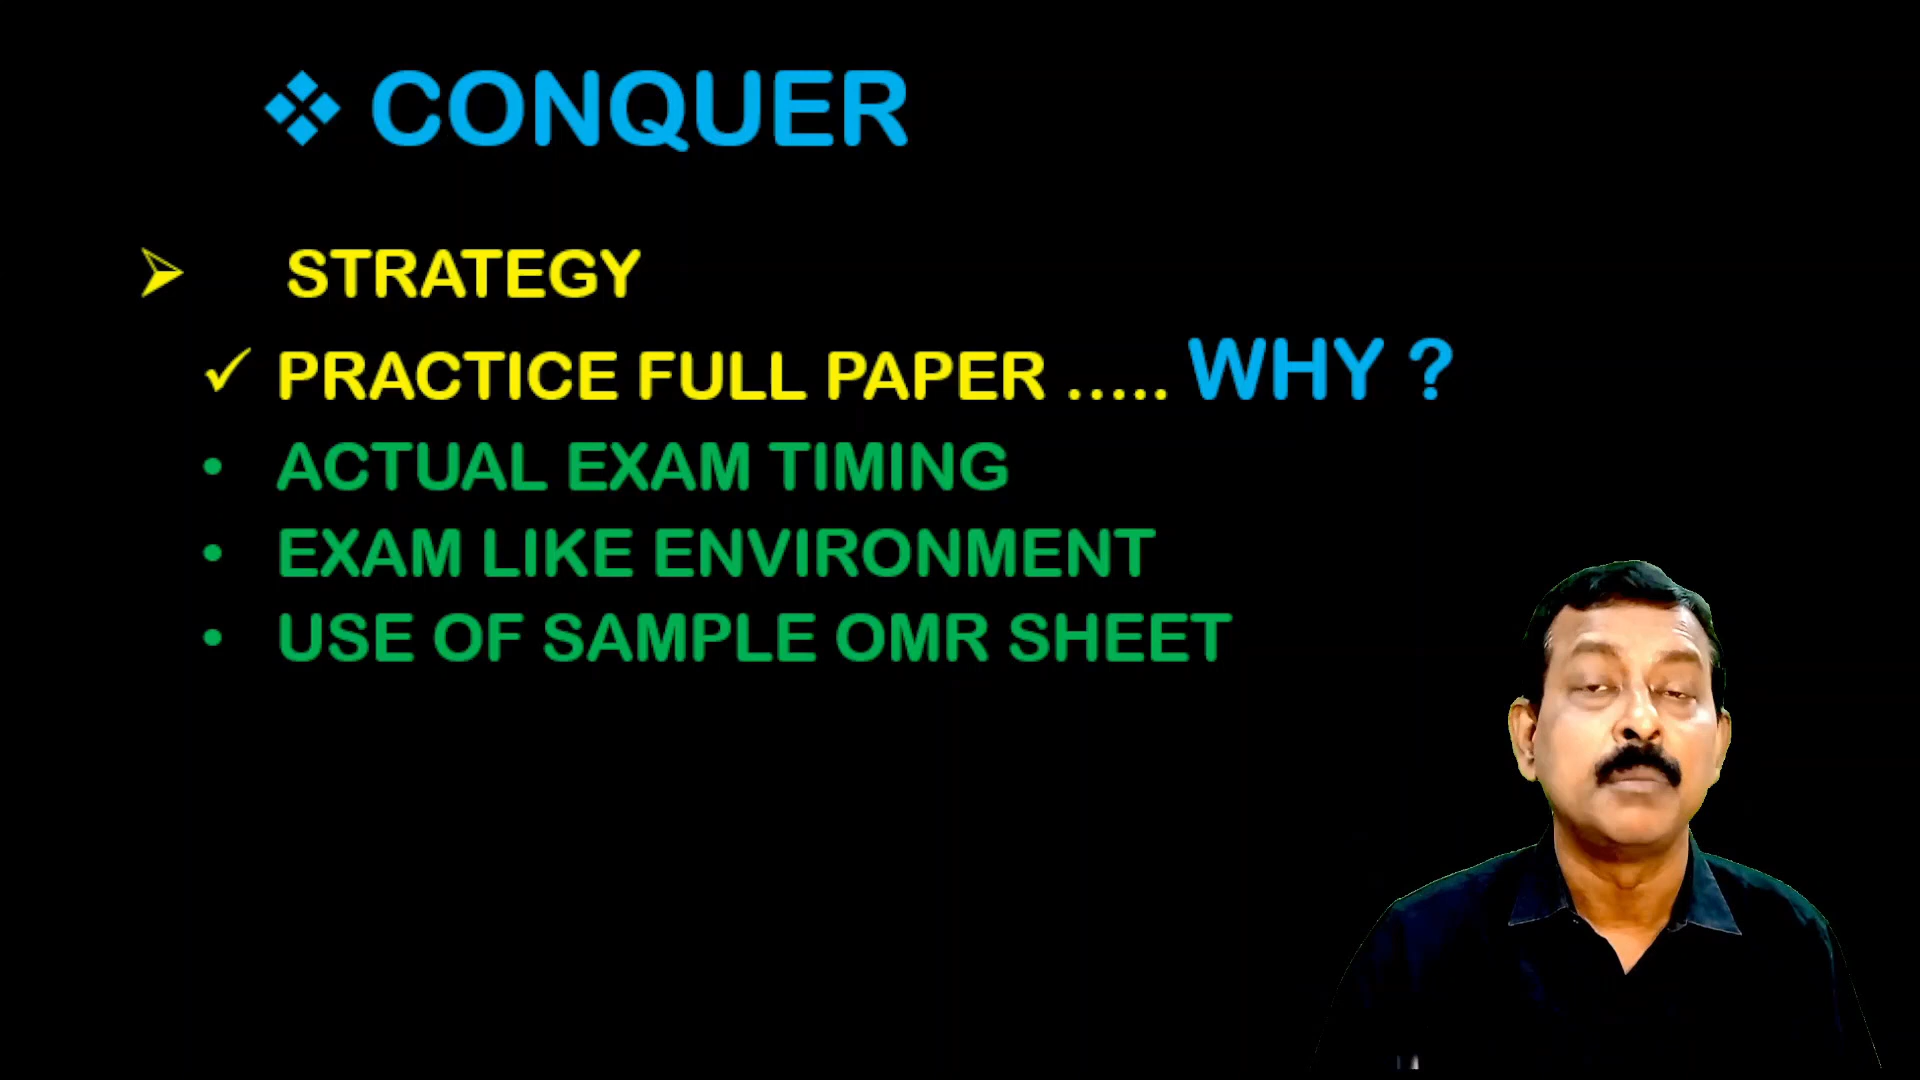 ❖ CONQUER
➢ STRATEGY
✓ PRACTICE FULL PAPER ..... WHY ?
• ACTUAL EXAM TIMING
• EXAM LIKE ENVIRONMENT
• USE OF SAMPLE OMR SHEET